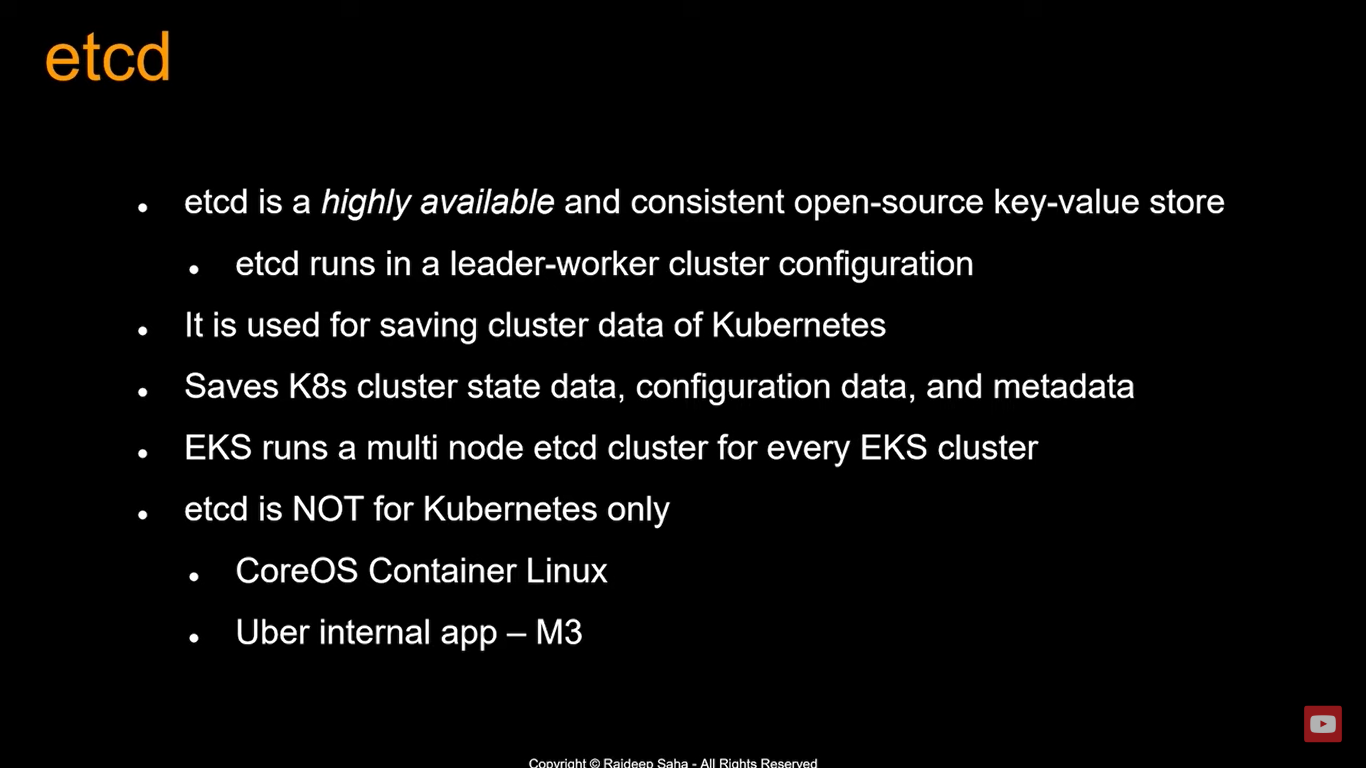 etcd
• etcd is a highly available and consistent open-source key-value store
• etcd runs in a leader-worker cluster configuration
• It is used for saving cluster data of Kubernetes
• Saves K8s cluster state data, configuration data, and metadata
• EKS runs a multi node etcd cluster for every EKS cluster
• etcd is NOT for Kubernetes only
• CoreOS Container Linux
• Uber internal app – M3
Copyright © Rajdeep Saha - All Rights Reserved